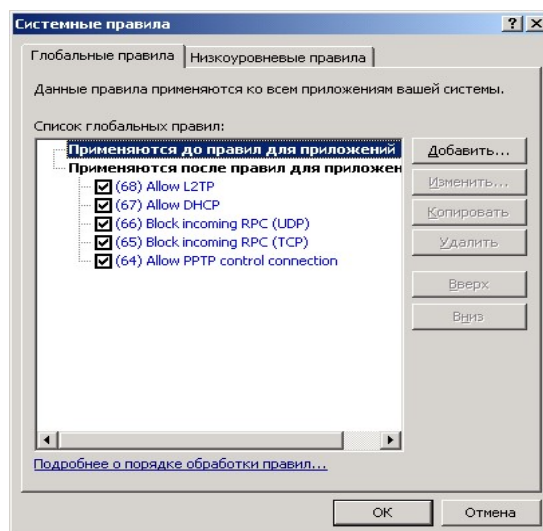 Системные правила
Глобальные правила
Низкоуровневые правила
Данные правила применяются ко всем приложениям вашей системы.
Список глобальных правил:
Применяются до правил для приложений
Применяются после правил для приложен
(68) Allow L2TP
(67) Allow DHCP
(66) Block incoming RPC (UDP)
(65) Block incoming RPC (TCP)
(64) Allow PPTP control connection
Добавить...
Изменить...
Копировать
Удалить
Вверх
Вниз
Подробнее о порядке обработки правил...
OK
Отмена